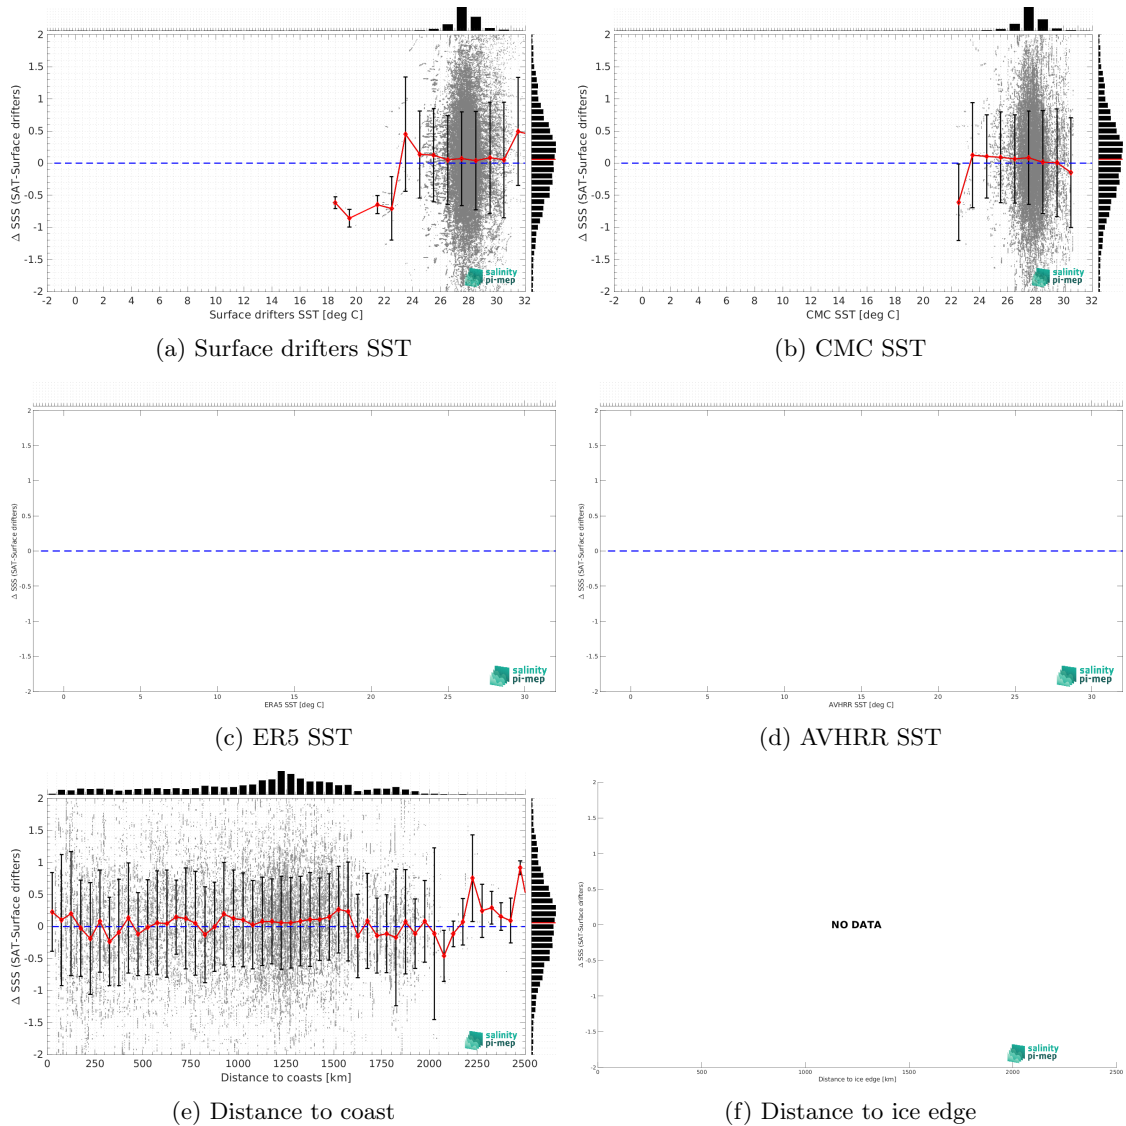 2
1.5
1
0.5
0
-0.5
-1
-1.5
-2
Δ SSS (SAT-Surface drifters)
-2 0 2 4 6 8 10 12 14 16 18 20 22 24 26 28 30 32
Surface drifters SST [deg C]
salinity
pi-mep
(a) Surface drifters SST
2
1.5
1
0.5
0
-0.5
-1
-1.5
-2
Δ SSS (SAT-Surface drifters)
-2 0 2 4 6 8 10 12 14 16 18 20 22 24 26 28 30 32
CMC SST [deg C]
salinity
pi-mep
(b) CMC SST
2
1.5
1
0.5
0
-0.5
-1
-1.5
-2
Δ SSS (SAT-Surface drifters)
0 5 10 15 20 25 30
ERA5 SST [deg C]
salinity
pi-mep
(c) ER5 SST
2
1.5
1
0.5
0
-0.5
-1
-1.5
-2
Δ SSS (SAT-Surface drifters)
0 5 10 15 20 25 30
AVHRR SST [deg C]
salinity
pi-mep
(d) AVHRR SST
2
1.5
1
0.5
0
-0.5
-1
-1.5
-2
Δ SSS (SAT-Surface drifters)
0 250 500 750 1000 1250 1500 1750 2000 2250 2500
Distance to coasts [km]
salinity
pi-mep
(e) Distance to coast
2
1.5
1
0.5
0
-0.5
-1
-1.5
-2
Δ SSS (SAT-Surface drifters)
NO DATA
0 500 1000 1500 2000 2500
Distance to ice edge [km]
salinity
pi-mep
(f) Distance to ice edge